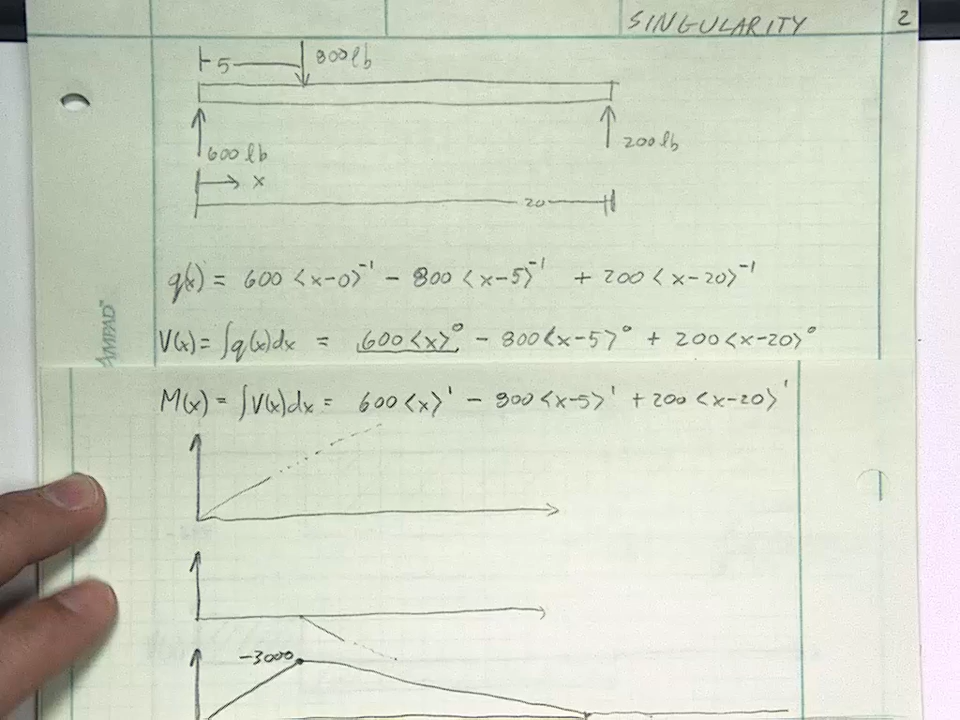 SINGULARITY 2
5 800 lb
600 lb 200 lb
x
20
q(x) = 600 <x-0>⁻¹ - 800 <x-5>⁻¹ + 200 <x-20>⁻¹
AMPAD™
V(x) = ∫q(x)dx = 600<x>⁰ - 800<x-5>⁰ + 200<x-20>⁰
M(x) = ∫V(x)dx = 600<x>¹ - 800<x-5>¹ + 200<x-20>¹
-3000